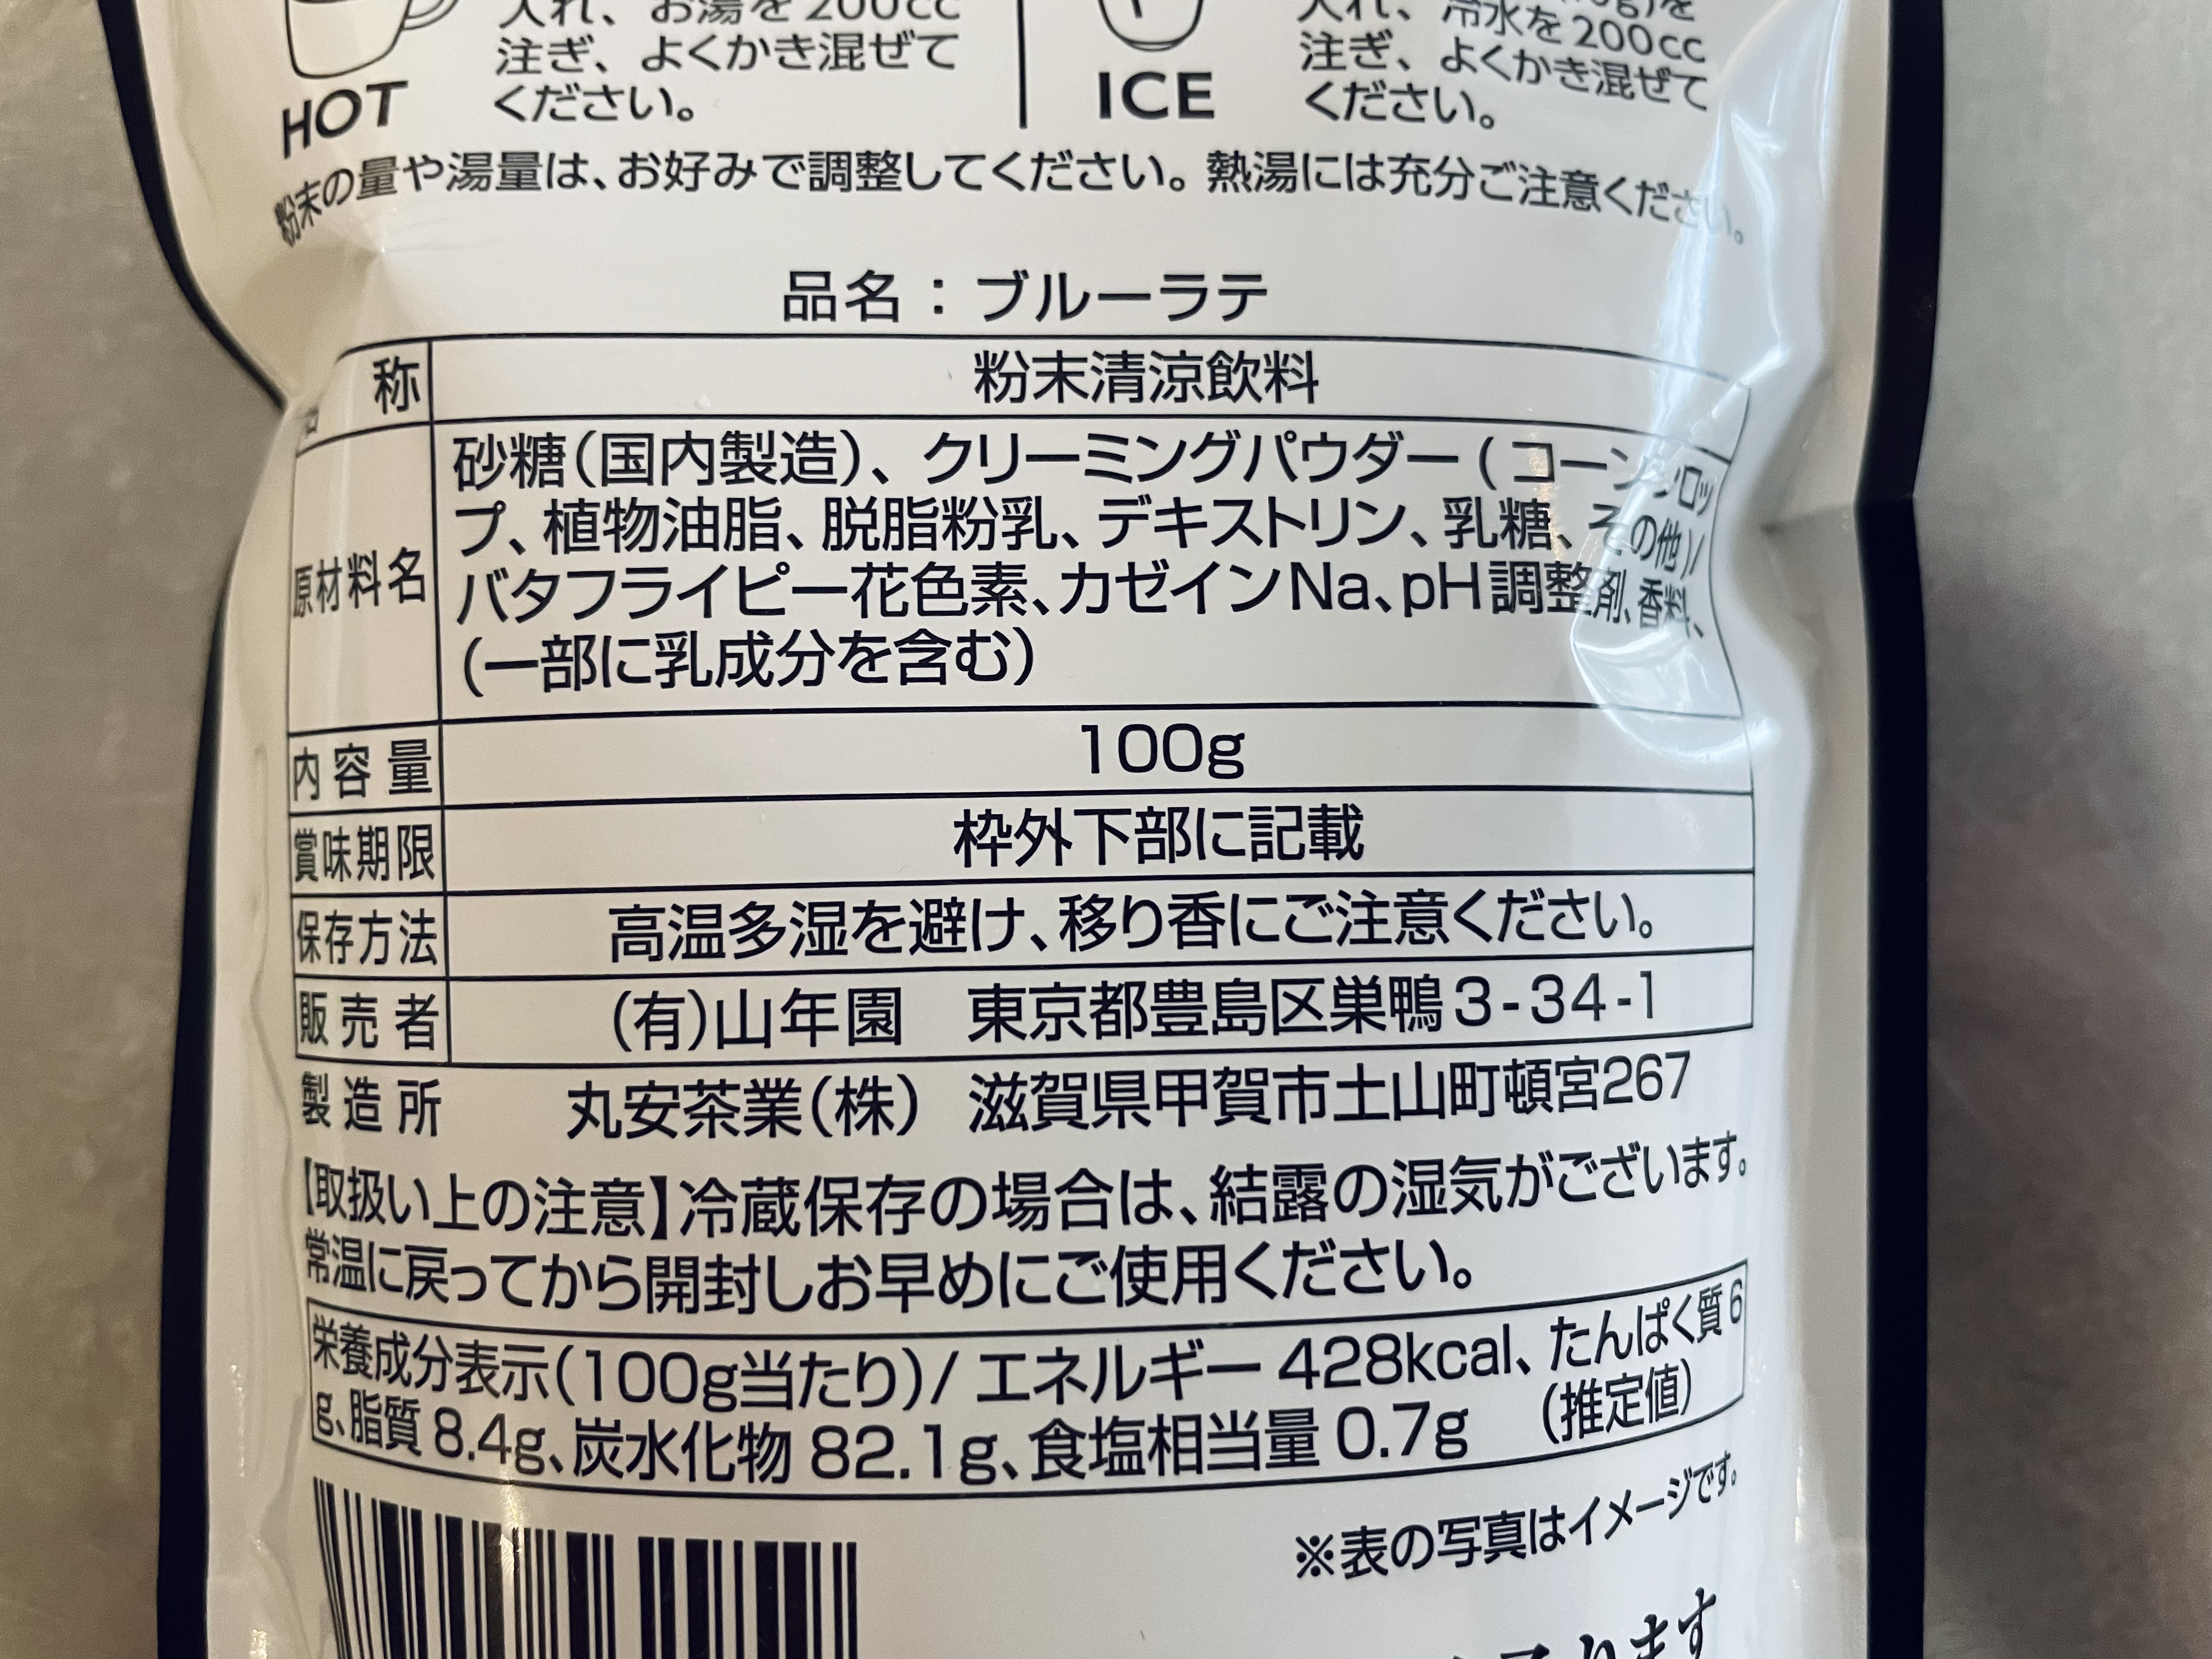 入れ、お湯を200cc
注ぎ、よくかき混ぜて
ください。
HOT
入れ、冷水を200cc
注ぎ、よくかき混ぜて
ください。
ICE
粉末の量や湯量は、お好みで調整してください。熱湯には充分ご注意ください。
品名：ブルーラテ
称 粉末清涼飲料
原材料名
砂糖(国内製造)、クリーミングパウダー(コーンシロッ
プ、植物油脂、脱脂粉乳、デキストリン、乳糖、その他)/
バタフライピー花色素、カゼインNa、pH調整剤、香料、
(一部に乳成分を含む)
内容量 100g
賞味期限 枠外下部に記載
保存方法 高温多湿を避け、移り香にご注意ください。
販売者 (有)山年園 東京都豊島区巣鴨3-34-1
製造所 丸安茶業(株) 滋賀県甲賀市土山町頓宮267
【取扱い上の注意】冷蔵保存の場合は、結露の湿気がございます。
常温に戻ってから開封しお早めにご使用ください。
栄養成分表示(100g当たり)/エネルギー428kcal、たんぱく質6
g、脂質8.4g、炭水化物82.1g、食塩相当量0.7g (推定値)
※表の写真はイメージです。
ります